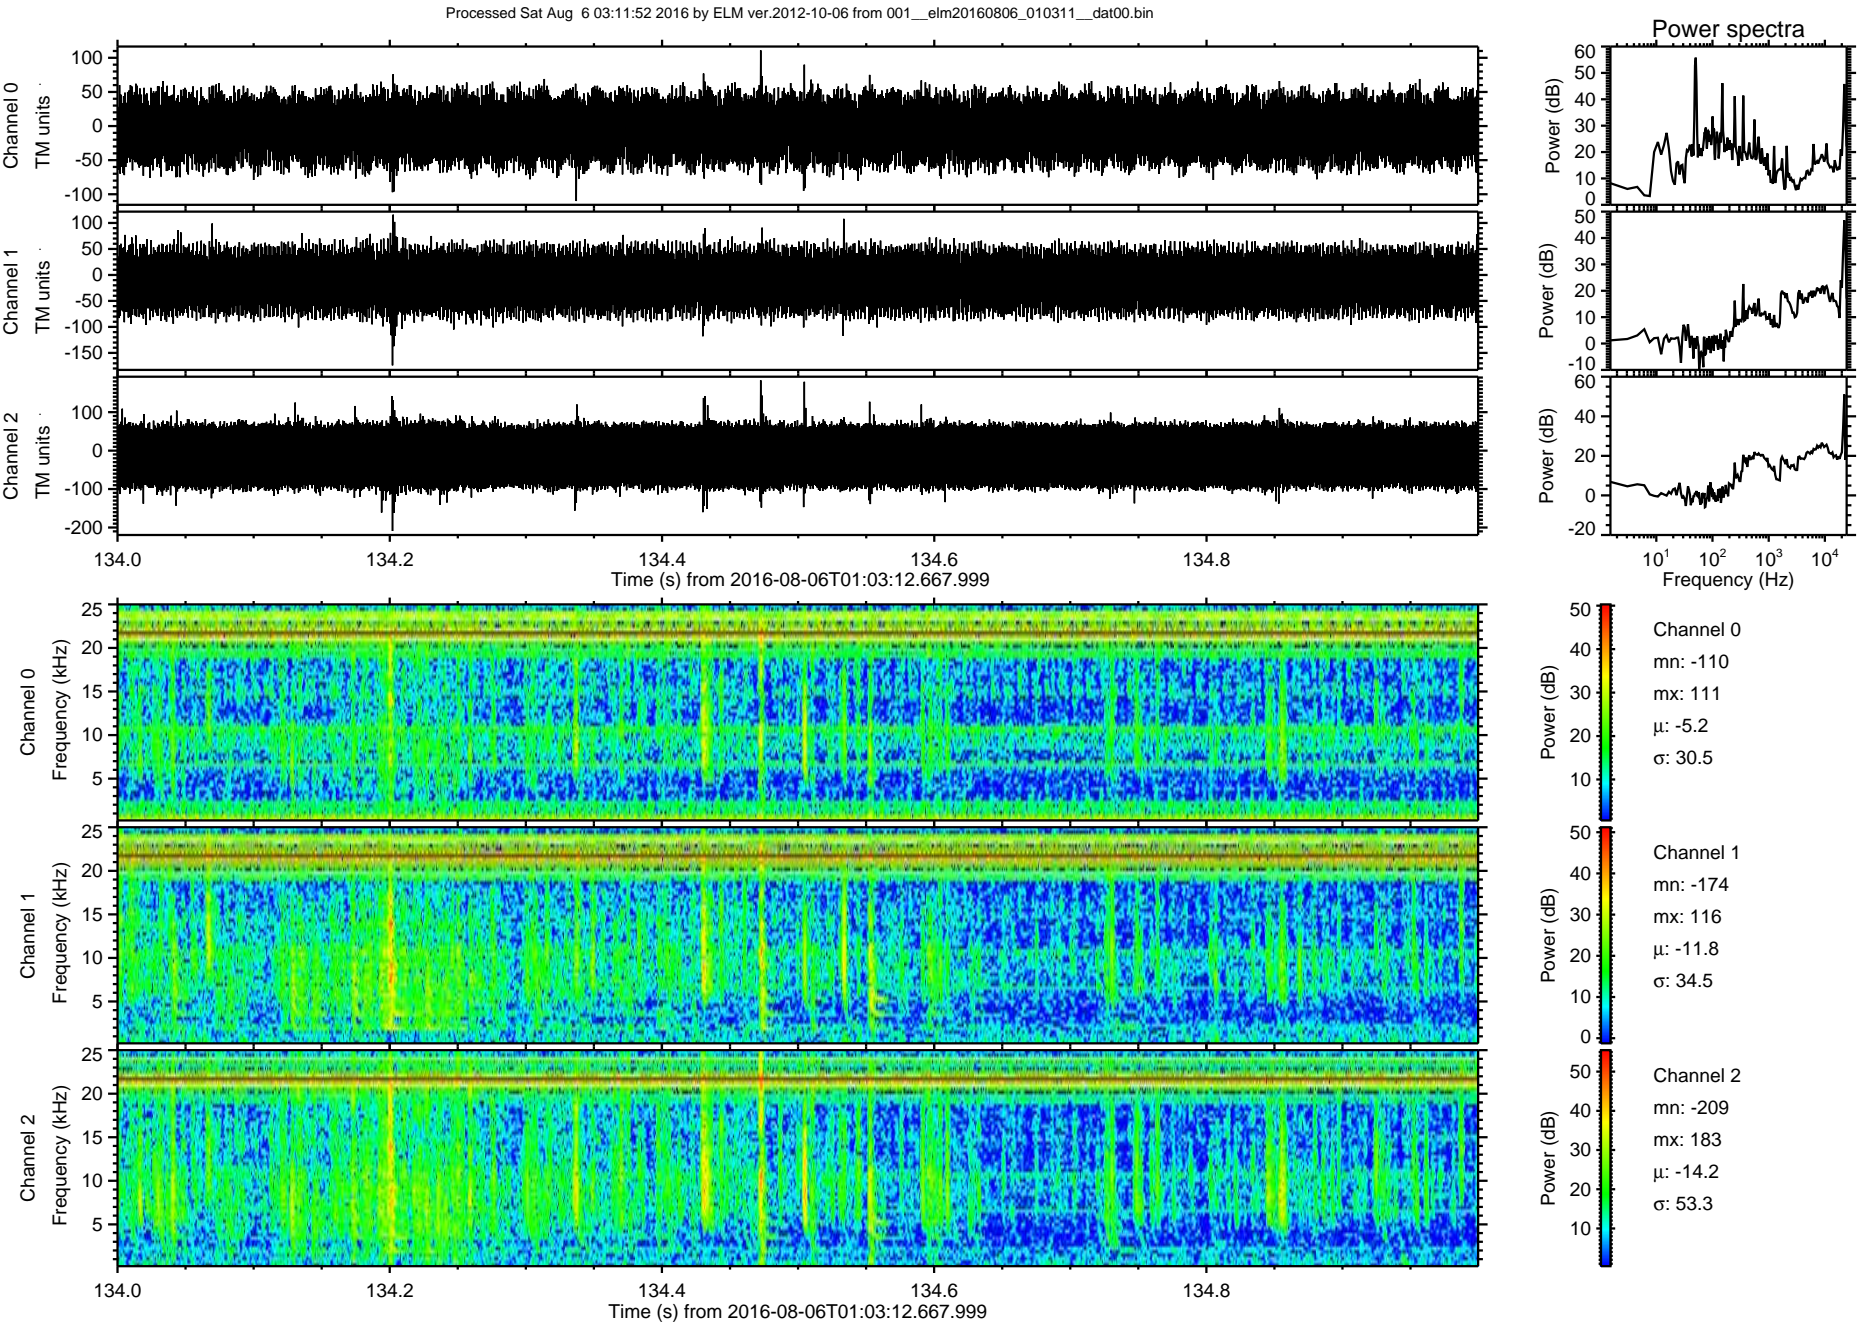 Processed Sat Aug  6 03:11:52 2016 by ELM ver.2012-10-06 from 001__elm20160806_010311__dat00.bin
Power spectra
Channel 0
TM units
100
50
0
-50
-100
Power (dB)
60
50
40
30
20
10
0
Channel 1
TM units
100
50
0
-50
-100
-150
Power (dB)
50
40
30
20
10
0
-10
Channel 2
TM units
100
0
-100
-200
Power (dB)
60
40
20
0
-20
134.0 134.2 134.4 134.6 134.8
Time (s) from 2016-08-06T01:03:12.667.999
10¹ 10² 10³ 10⁴
Frequency (Hz)
Channel 0
Frequency (kHz)
25
20
15
10
5
Power (dB)
50
40
30
20
10
Channel 0
mn: -110
mx: 111
μ: -5.2
σ: 30.5
Channel 1
Frequency (kHz)
25
20
15
10
5
Power (dB)
50
40
30
20
10
0
Channel 1
mn: -174
mx: 116
μ: -11.8
σ: 34.5
Channel 2
Frequency (kHz)
25
20
15
10
5
Power (dB)
50
40
30
20
10
Channel 2
mn: -209
mx: 183
μ: -14.2
σ: 53.3
134.0 134.2 134.4 134.6 134.8
Time (s) from 2016-08-06T01:03:12.667.999